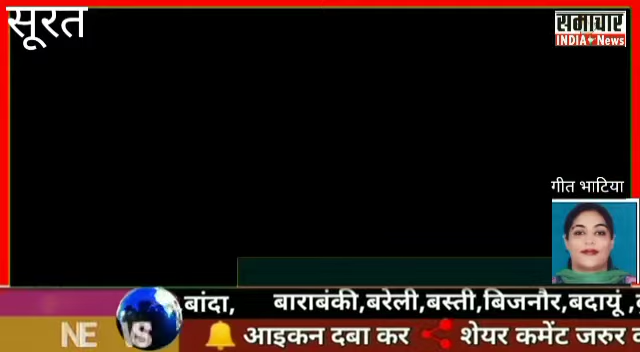 सूरत
समाचार
INDIA News
गीत भाटिया
बांदा, बाराबंकी,बरेली,बस्ती,बिजनौर,बदायूं ,
NEWS
आइकन दबा कर शेयर कमेंट जरुर